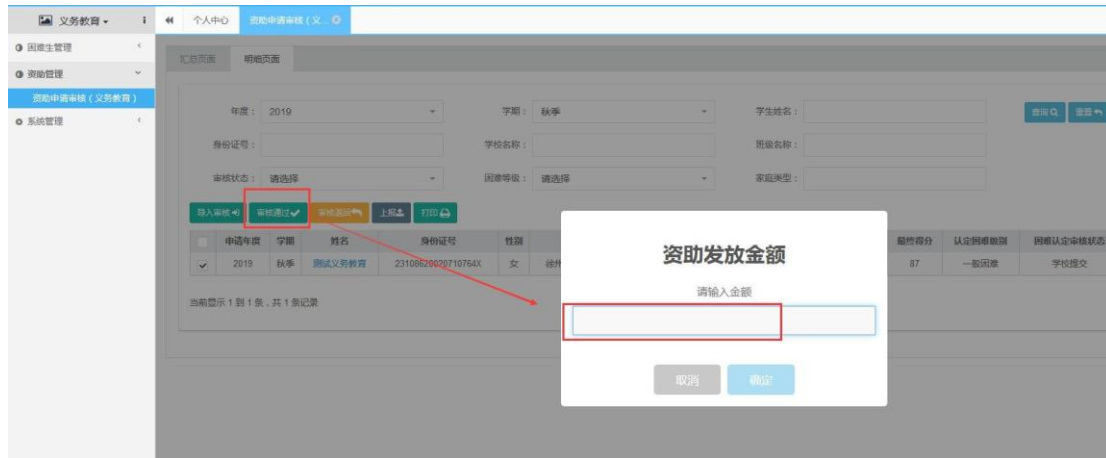 义务教育
个人中心 资助申请审核（义...
困难生管理
资助管理
资助申请审核（义务教育）
系统管理
汇总页面 明细页面
年度： 2019 学期： 秋季 学生姓名： 查询 重置
身份证号： 学校名称： 班级名称：
审核状态： 请选择 困难等级： 请选择 家庭类型：
导入审核 审核通过 审核退回 上报 打印
申请年度 学期 姓名 身份证号 性别 最终得分 认定困难级别 困难认定审核状态
2019 秋季 测试义务教育 23108620020710764X 女 徐州 87 一般困难 学校提交
当前显示 1 到 1 条，共 1 条记录
资助发放金额
请输入金额
取消 确定